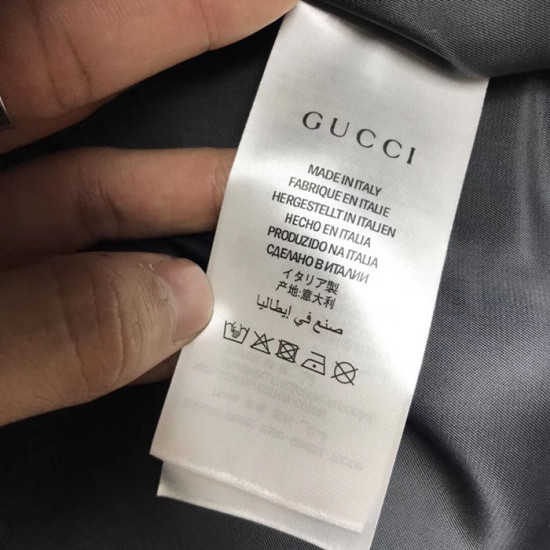 GUCCI
MADE IN ITALY
FABRIQUE EN ITALIE
HERGESTELLT IN ITALIEN
HECHO EN ITALIA
PRODUZIDO NA ITALIA
СДЕЛАНО В ИТАЛИИ
イタリア製
产地:意大利
صنع في إيطاليا